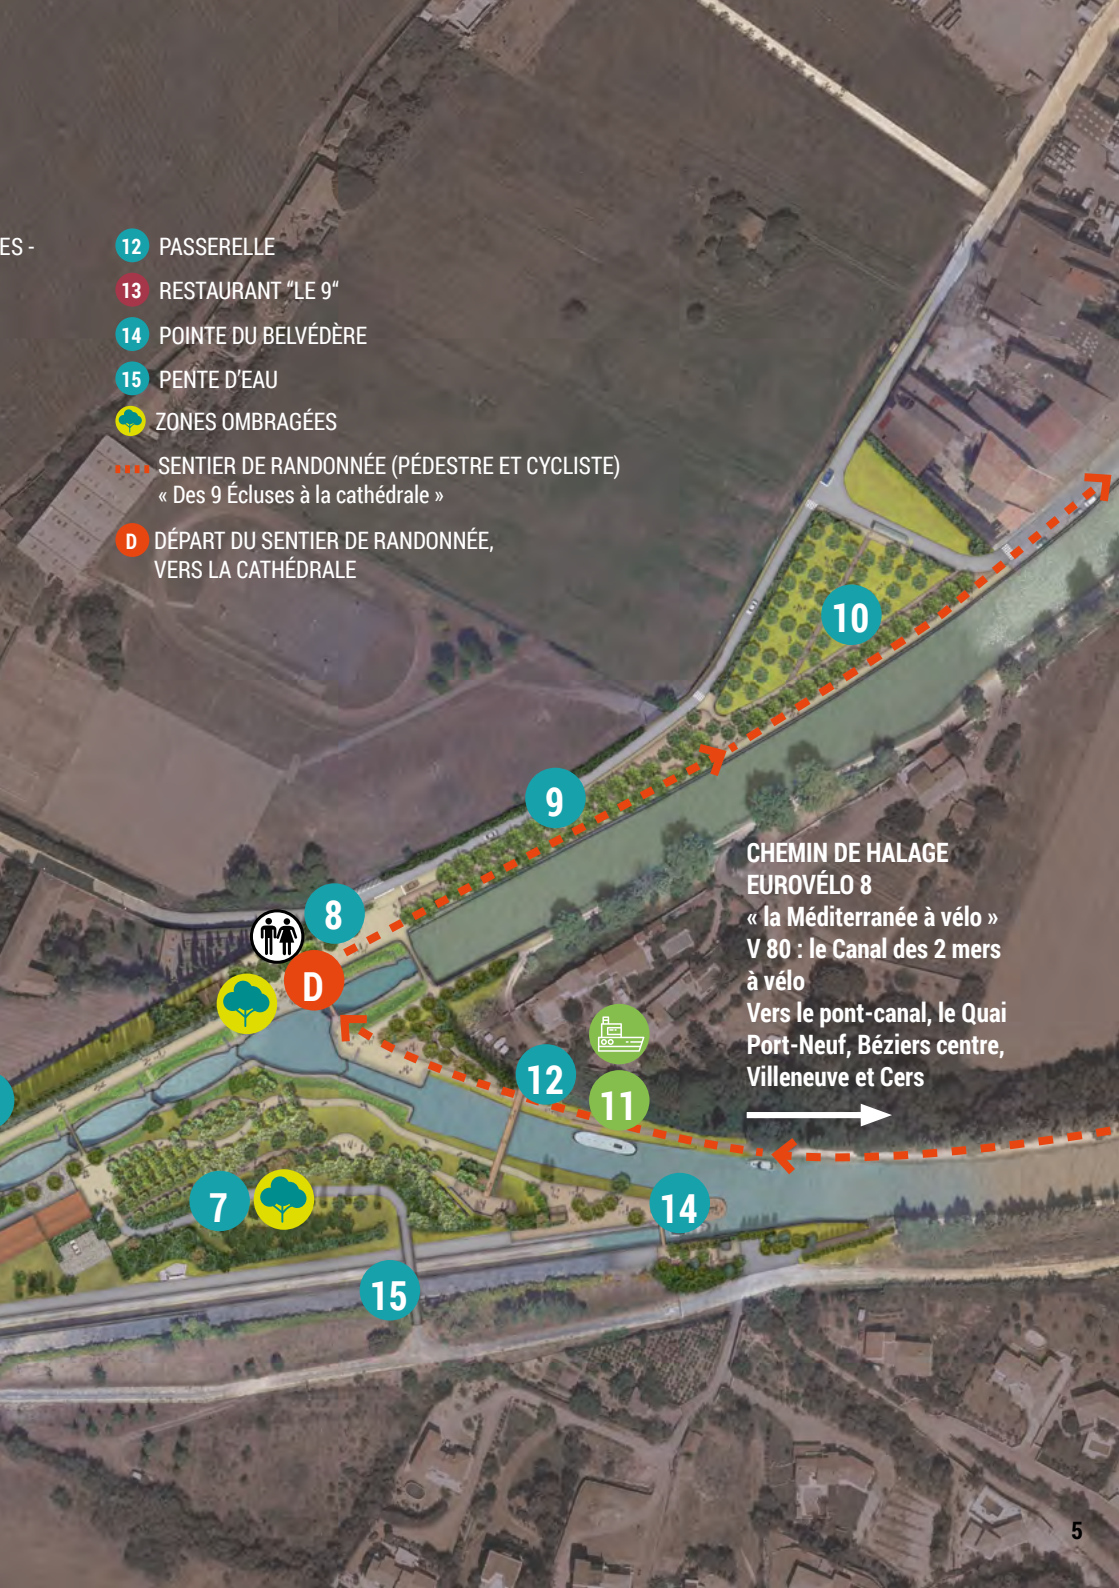 ES -
12 PASSERELLE
13 RESTAURANT “LE 9“
14 POINTE DU BELVÉDÈRE
15 PENTE D’EAU
ZONES OMBRAGÉES
SENTIER DE RANDONNÉE (PÉDESTRE ET CYCLISTE)
« Des 9 Écluses à la cathédrale »
D DÉPART DU SENTIER DE RANDONNÉE,
VERS LA CATHÉDRALE
10
9
8
D
CHEMIN DE HALAGE
EUROVÉLO 8
« la Méditerranée à vélo »
V 80 : le Canal des 2 mers
à vélo
Vers le pont-canal, le Quai
Port-Neuf, Béziers centre,
Villeneuve et Cers
12
11
7
14
15
5